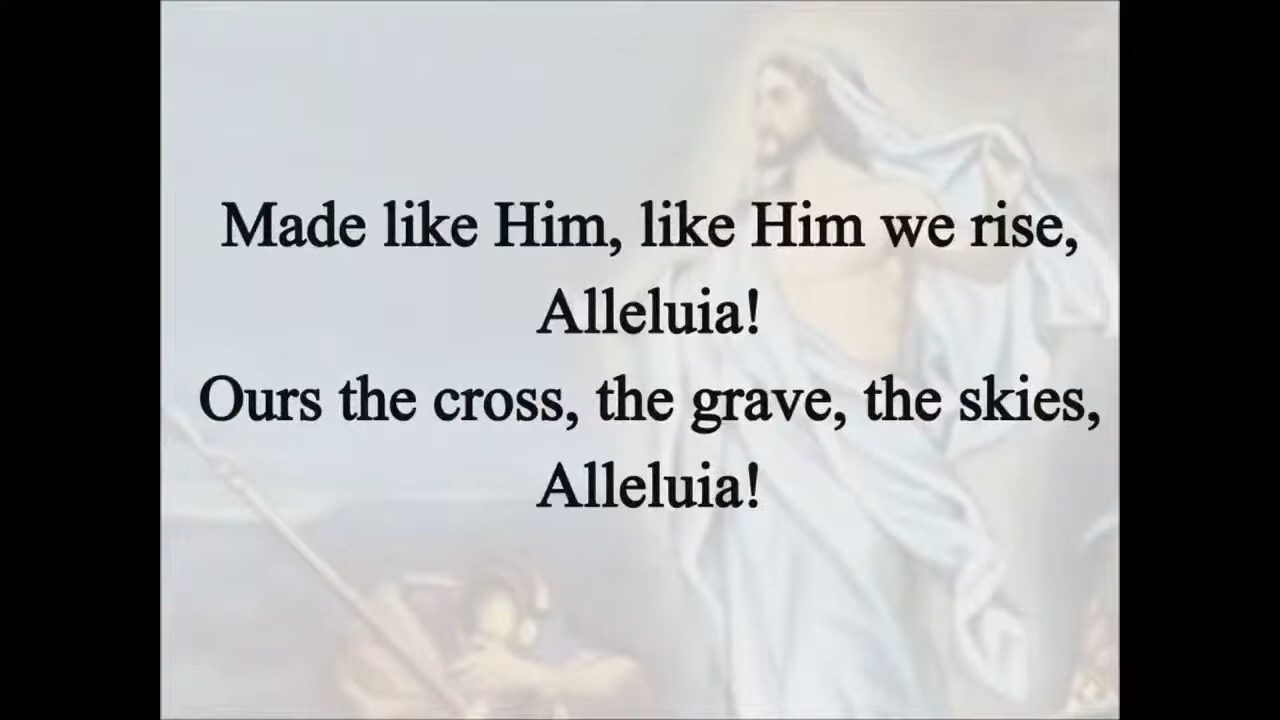 Made like Him, like Him we rise,
Alleluia!
Ours the cross, the grave, the skies,
Alleluia!